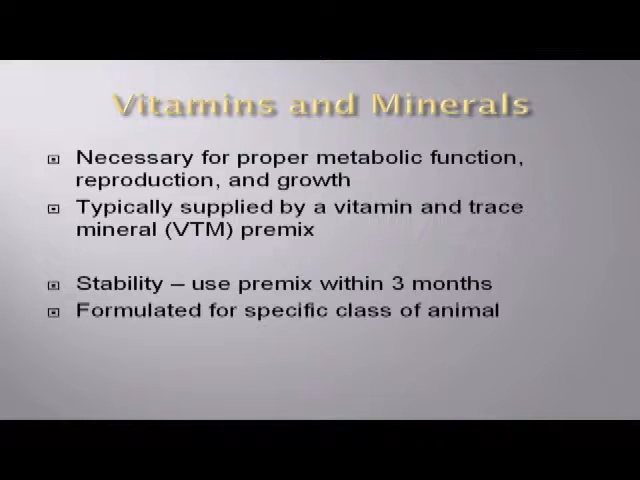 Vitamins and Minerals
Necessary for proper metabolic function,
reproduction, and growth
Typically supplied by a vitamin and trace
mineral (VTM) premix
Stability – use premix within 3 months
Formulated for specific class of animal